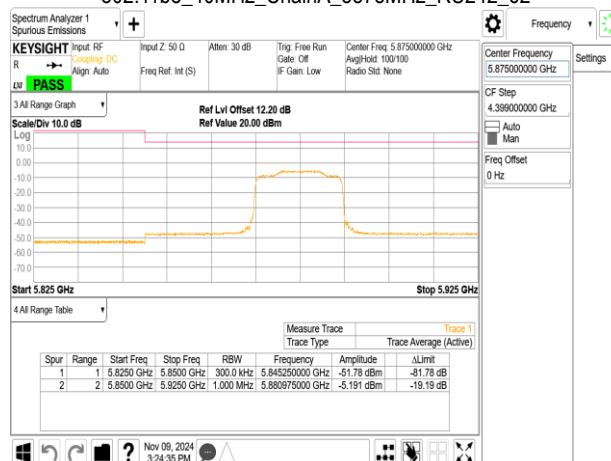 Spectrum Analyzer 1
Spurious Emissions
Frequency
KEYSIGHT
Input: RF
Coupling: DC
Align: Auto
Input Z: 50 Ω
Freq Ref: Int (S)
Atten: 30 dB
Trig: Free Run
Gate: Off
IF Gain: Low
Center Freq: 5.875000000 GHz
Avg|Hold: 100/100
Radio Std: None
R
LXI
PASS
Center Frequency
5.875000000 GHz
Settings
CF Step
4.399000000 GHz
Auto
Man
Freq Offset
0 Hz
3 All Range Graph
Scale/Div 10.0 dB
Ref Lvl Offset 12.20 dB
Ref Value 20.00 dBm
Log
10.0
0.00
-10.0
-20.0
-30.0
-40.0
-50.0
-60.0
-70.0
Start 5.825 GHz
Stop 5.925 GHz
4 All Range Table
Measure Trace Trace 1
Trace Type Trace Average (Active)
Spur Range Start Freq Stop Freq RBW Frequency Amplitude ΔLimit
1 1 5.8250 GHz 5.8500 GHz 300.0 kHz 5.845250000 GHz -51.78 dBm -81.78 dB
2 2 5.8500 GHz 5.9250 GHz 1.000 MHz 5.880975000 GHz -5.191 dBm -19.19 dB
?
Nov 09, 2024
3:24:35 PM